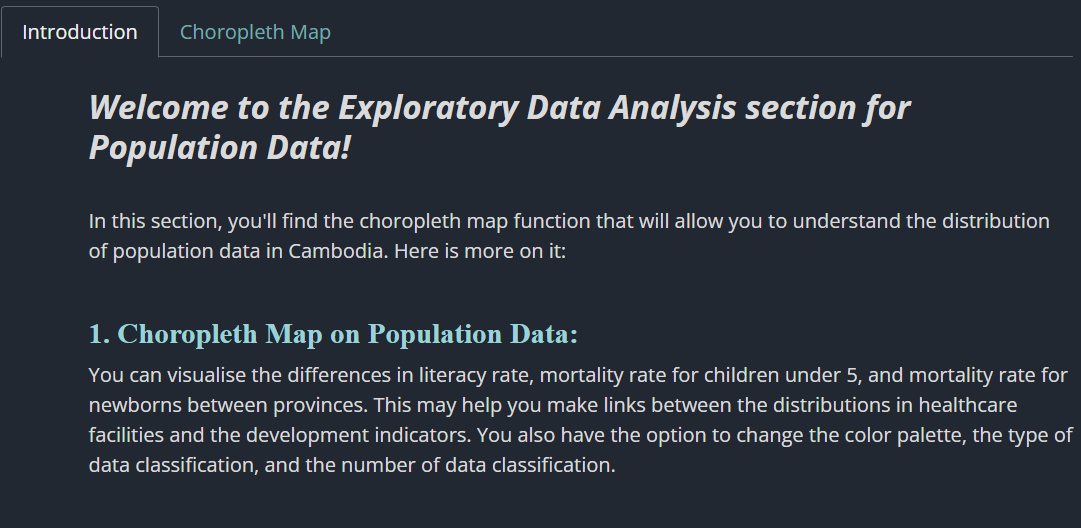 Introduction
Choropleth Map
Welcome to the Exploratory Data Analysis section for
Population Data!
In this section, you'll find the choropleth map function that will allow you to understand the distribution
of population data in Cambodia. Here is more on it:
1. Choropleth Map on Population Data:
You can visualise the differences in literacy rate, mortality rate for children under 5, and mortality rate for
newborns between provinces. This may help you make links between the distributions in healthcare
facilities and the development indicators. You also have the option to change the color palette, the type of
data classification, and the number of data classification.